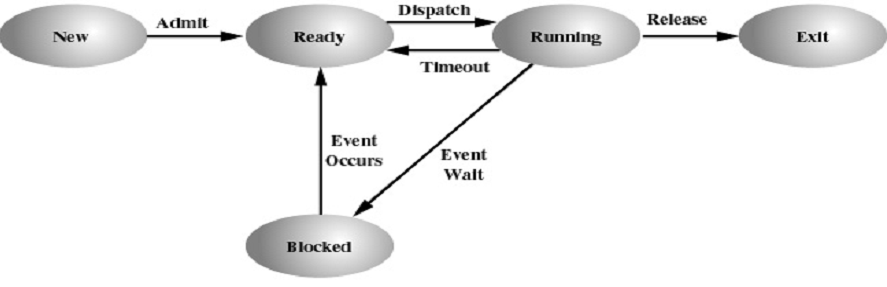 New
Admit
Ready
Dispatch
Timeout
Running
Release
Exit
Event
Occurs
Event
Wait
Blocked